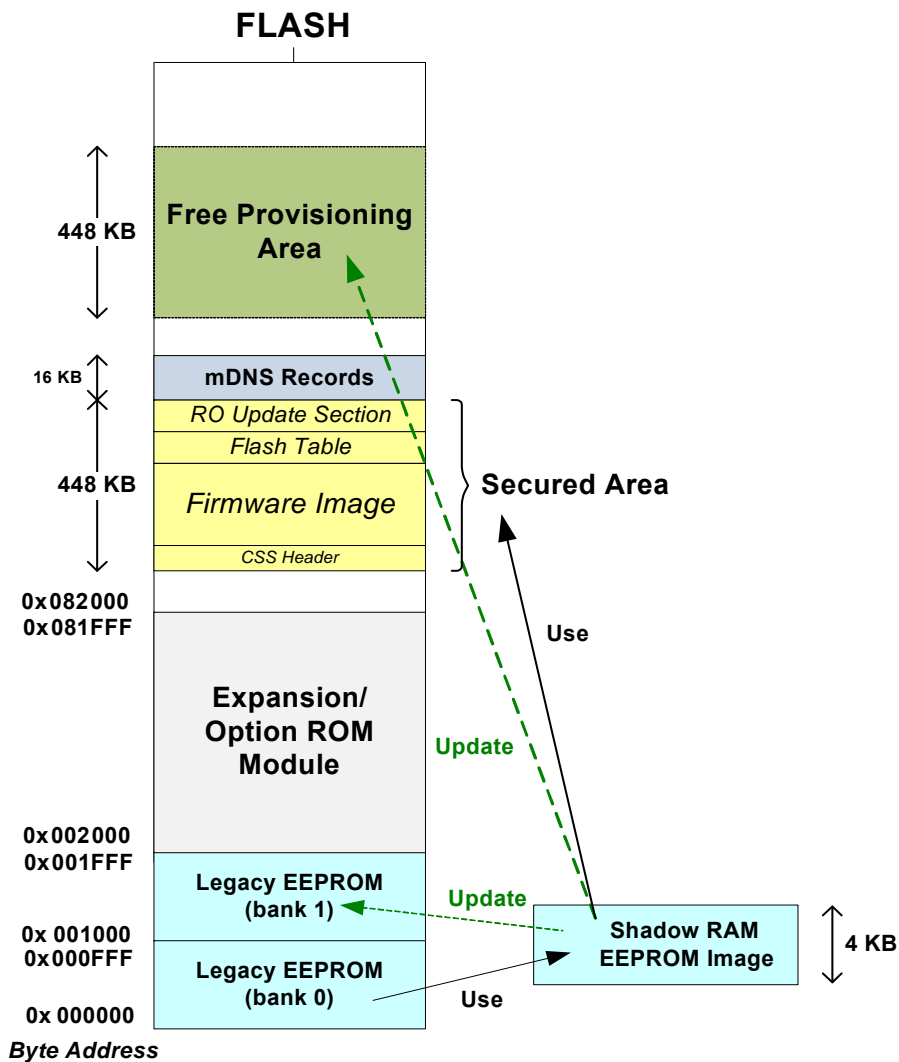 FLASH
Free Provisioning
Area
448 KB
16 KB
mDNS Records
RO Update Section
Flash Table
448 KB
Firmware Image
Secured Area
CSS Header
0x082000
0x081FFF
Use
Expansion/
Option ROM
Module
Update
0x002000
0x001FFF
Legacy EEPROM
(bank 1)
Update
0x 001000
0x000FFF
Shadow RAM
EEPROM Image
4 KB
Legacy EEPROM
(bank 0)
Use
0x 000000
Byte Address